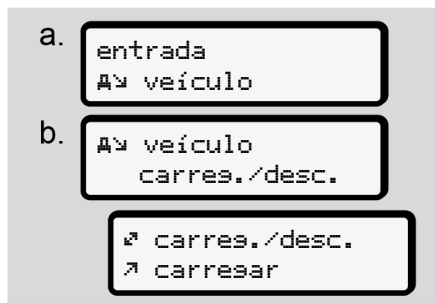 a.
entrada
veículo
b.
veículo
carreg./desc.
carreg./desc.
carregar